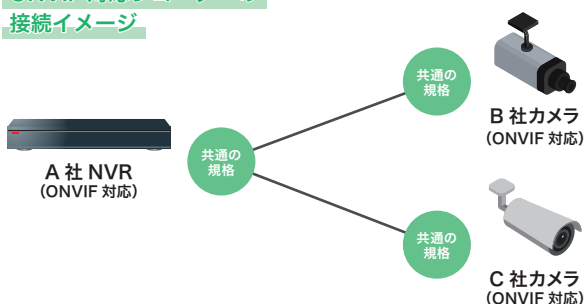 接続イメージ
共通の
規格
B 社カメラ
(ONVIF 対応)
共通の
規格
A 社 NVR
(ONVIF 対応)
共通の
規格
C 社カメラ
(ONVIF 対応)